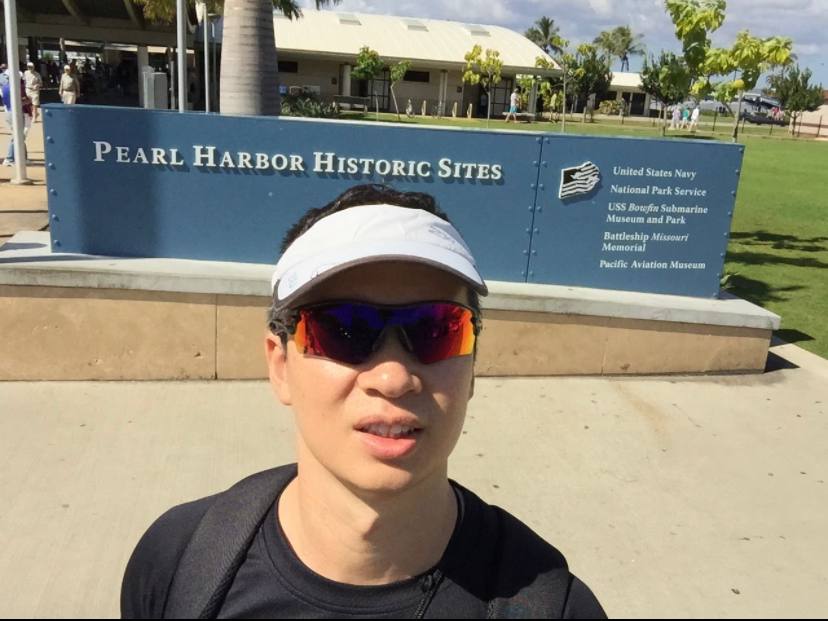 PEARL HARBOR HISTORIC SITES
United States Navy
National Park Service
USS Bowfin Submarine
Museum and Park
Battleship Missouri
Memorial
Pacific Aviation Museum